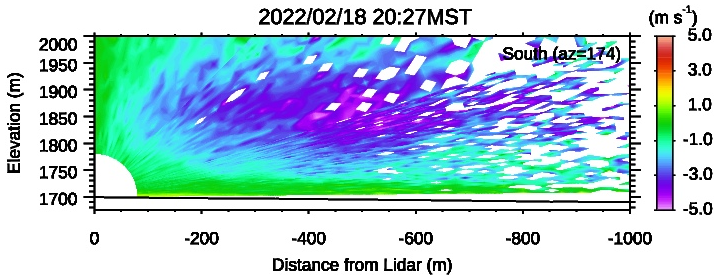 2022/02/18 20:27MST
(m s⁻¹)
South (az=174)
Elevation (m)
2000
1950
1900
1850
1800
1750
1700
0 -200 -400 -600 -800 -1000
Distance from Lidar (m)
5.0
3.0
1.0
-1.0
-3.0
-5.0